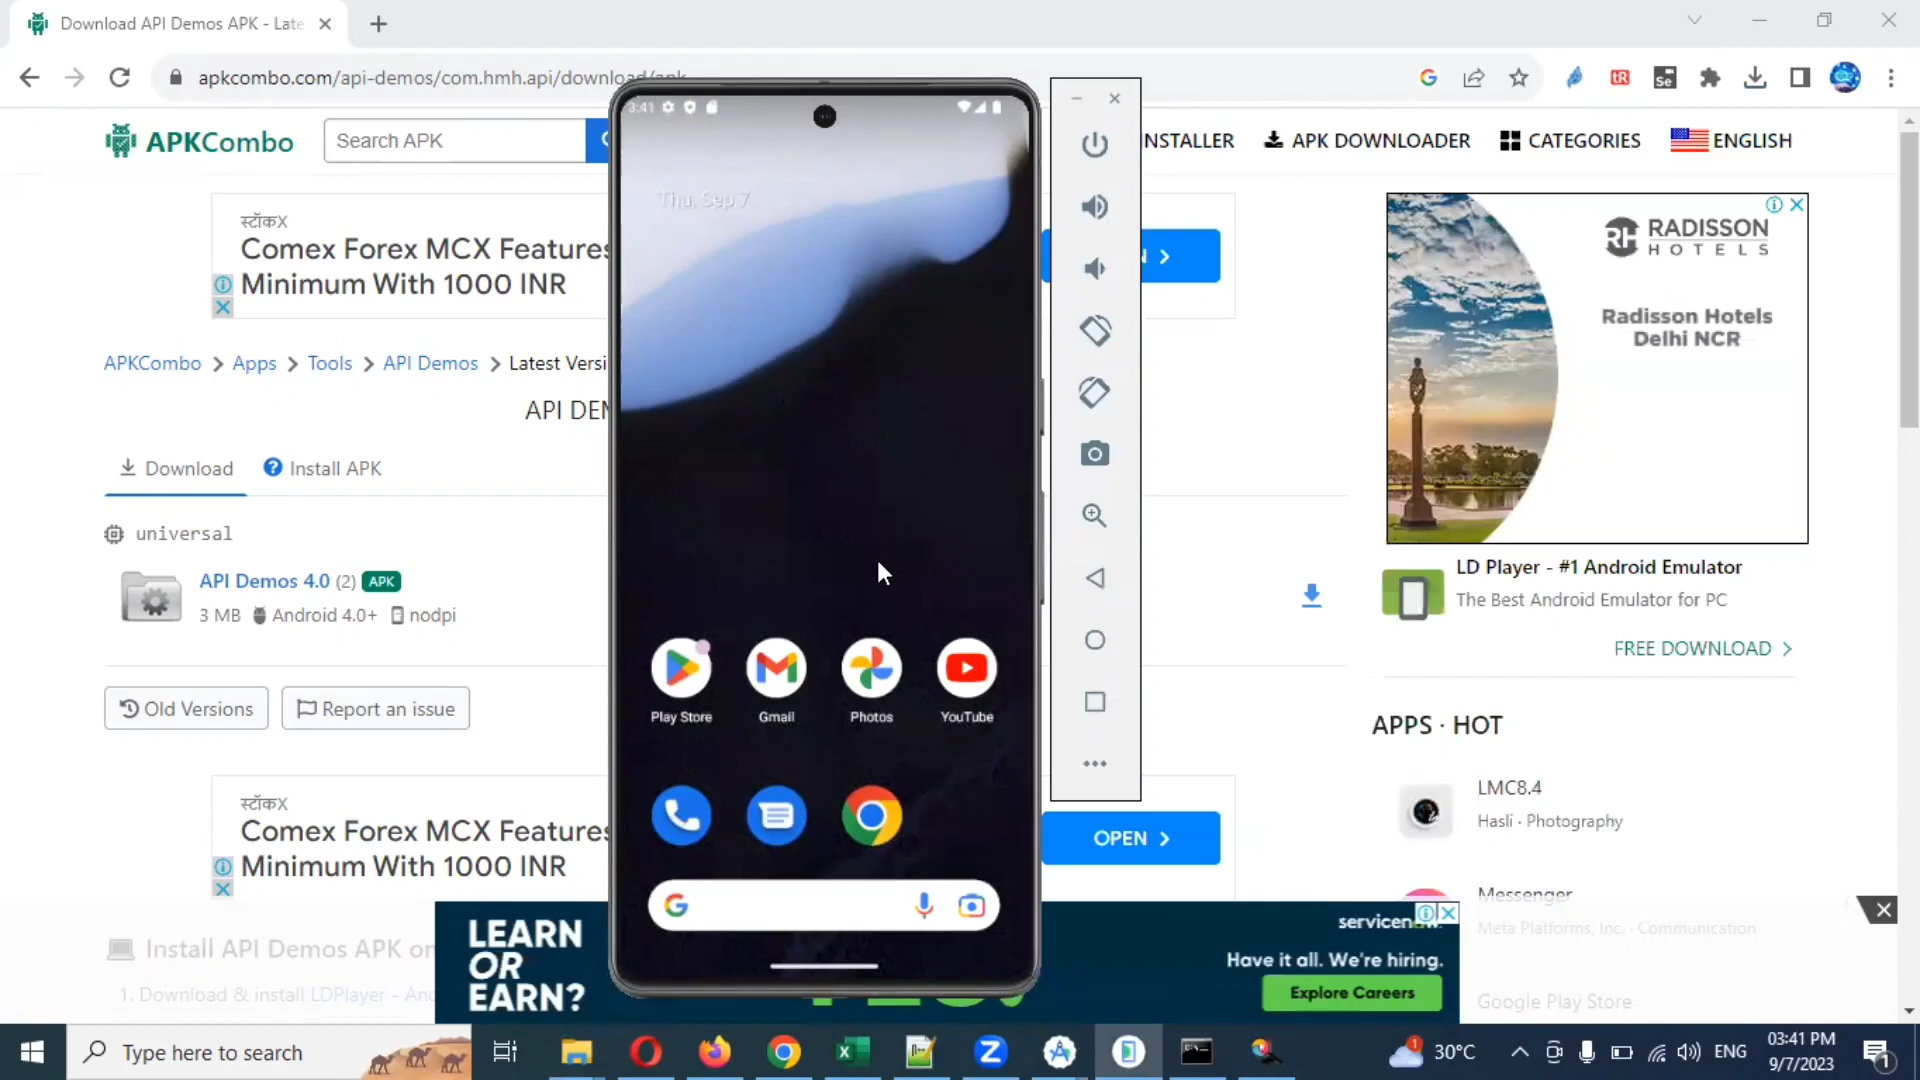 Download API Demos APK - Late
apkcombo.com/api-demos/com.hmh.api/download/apk
tR
Se
APKCombo
Search APK
NSTALLER
APK DOWNLOADER
CATEGORIES
ENGLISH
स्टॉकX
Comex Forex MCX Features
Minimum With 1000 INR
RH RADISSON
HOTELS
Radisson Hotels
Delhi NCR
APKCombo > Apps > Tools > API Demos > Latest Versi
API DEM
Download
Install APK
universal
API Demos 4.0 (2) APK
3 MB Android 4.0+ nodpi
Old Versions
Report an issue
स्टॉकX
Comex Forex MCX Features
Minimum With 1000 INR
OPEN >
Install API Demos APK on
1. Download & install LDPlayer - And
3:41
Thu, Sep 7
Play Store
Gmail
Photos
YouTube
LD Player - #1 Android Emulator
The Best Android Emulator for PC
FREE DOWNLOAD >
APPS · HOT
LMC8.4
Hasli · Photography
Messenger
Meta Platforms, Inc. · Communication
Google Play Store
LEARN
OR
EARN?
Have it all. We're hiring.
Explore Careers
Type here to search
30°C
ENG
03:41 PM
9/7/2023
1